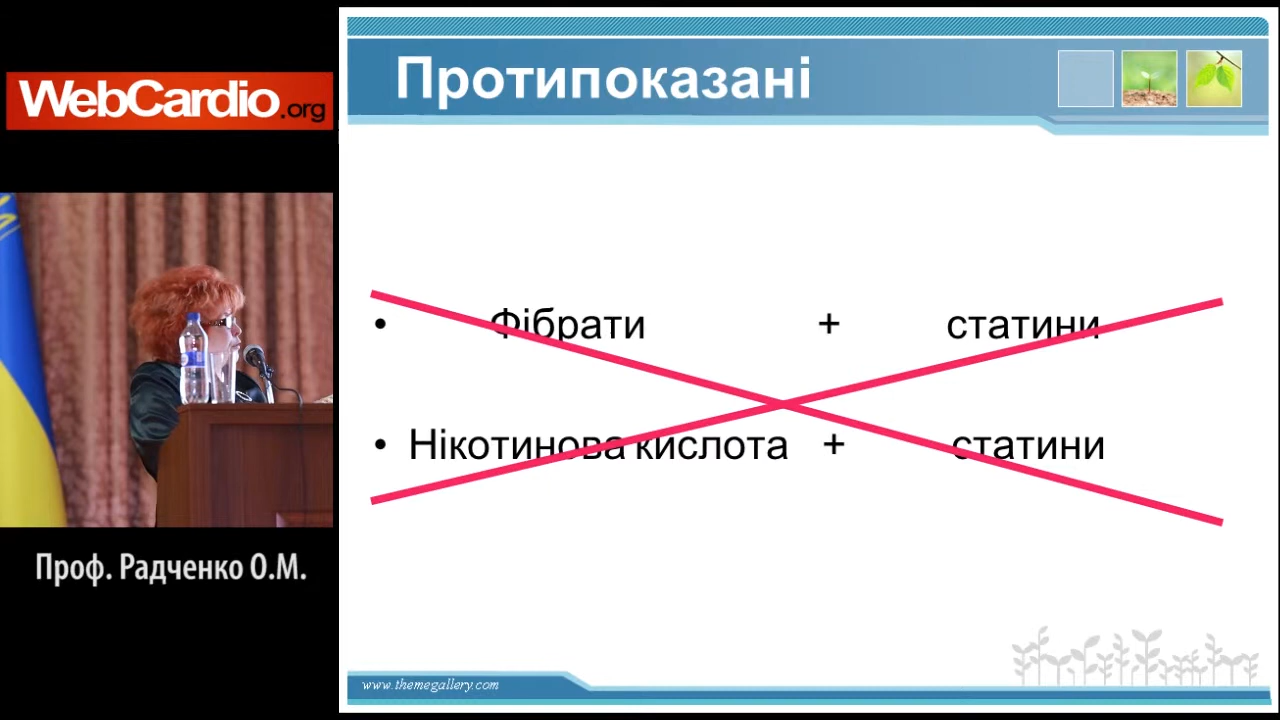 WebCardio.org
Проф. Радченко О.М.
Протипоказані
• Фібрати + статини
• Нікотинова кислота + статини
www.themegallery.com